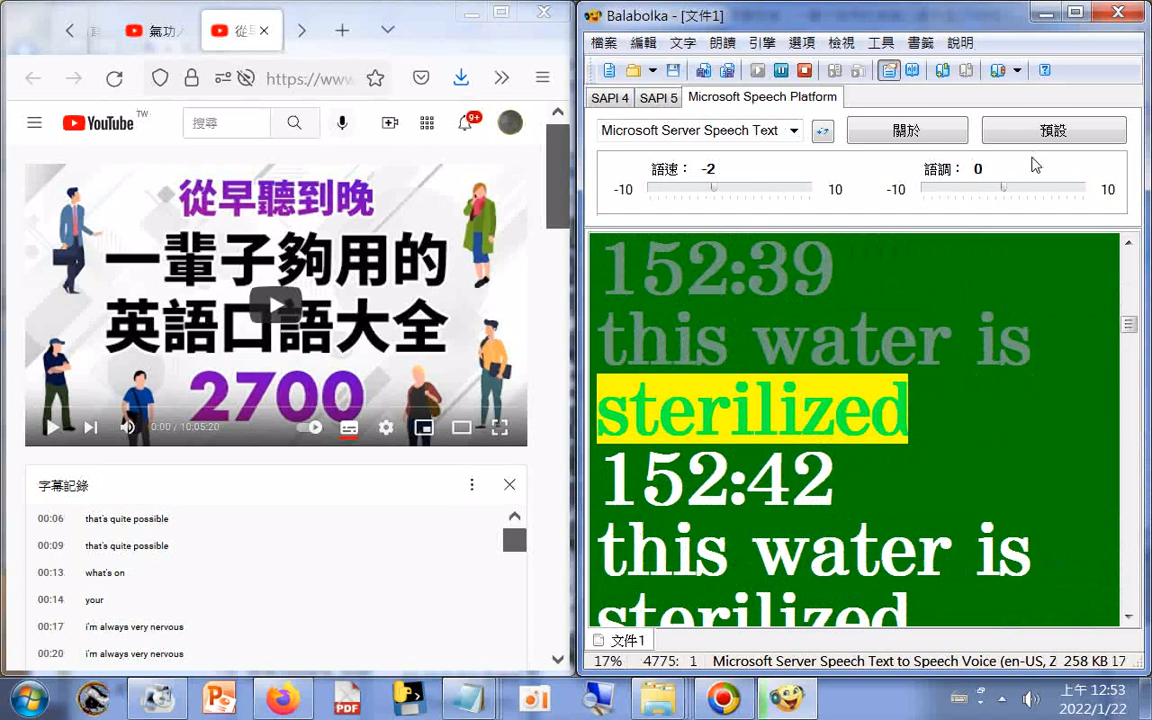 氣功
從
https://www
YouTube TW
搜尋
9+
從早聽到晚
一輩子夠用的
英語口語大全
2700
0:00 / 10:05:20
字幕記錄
00:06 that's quite possible
00:09 that's quite possible
00:13 what's on
00:14 your
00:17 i'm always very nervous
00:20 i'm always very nervous
Balabolka - [文件1]
檔案 編輯 文字 朗讀 引擎 選項 檢視 工具 書籤 說明
SAPI 4 SAPI 5 Microsoft Speech Platform
Microsoft Server Speech Text 關於 預設
語速： -2 語調： 0
-10 10 -10 10
152:39
this water is
sterilized
152:42
this water is
sterilized
文件1
17% 4775: 1 Microsoft Server Speech Text to Speech Voice (en-US, Z 258 KB 17
PDF
上午 12:53
2022/1/22